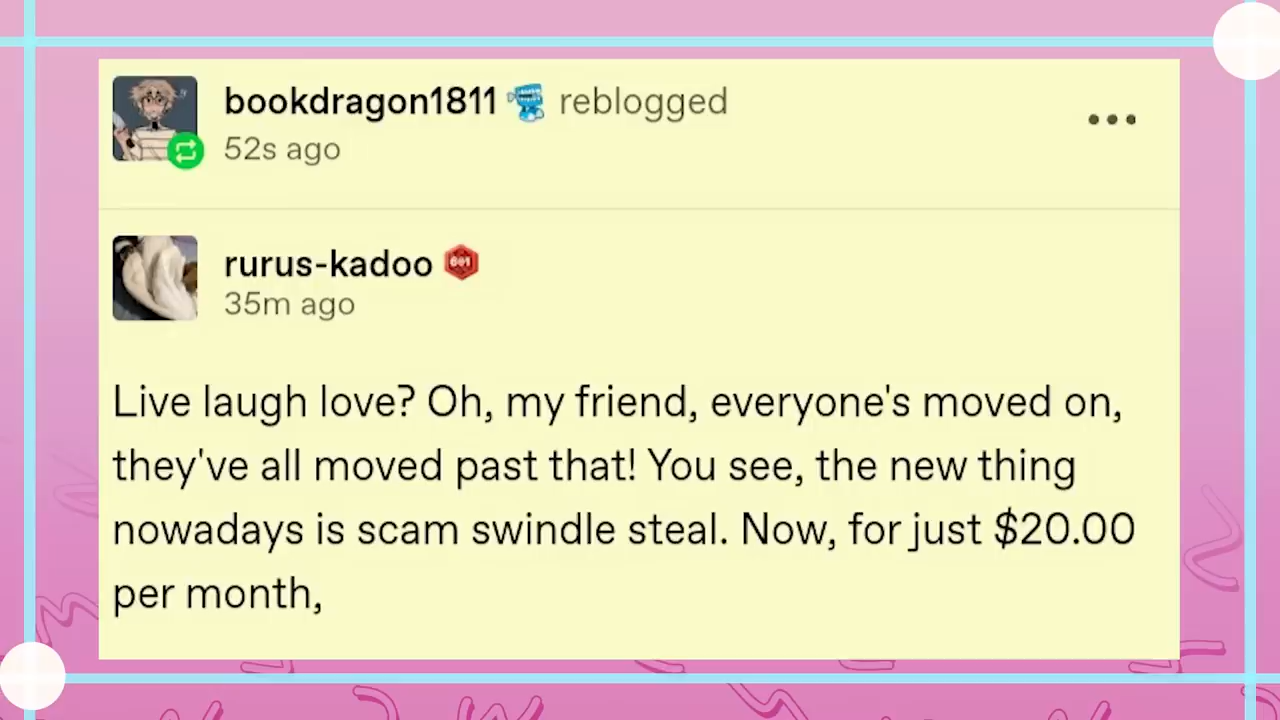 bookdragon1811 reblogged
52s ago
rurus-kadoo
35m ago
Live laugh love? Oh, my friend, everyone's moved on,
they've all moved past that! You see, the new thing
nowadays is scam swindle steal. Now, for just $20.00
per month,